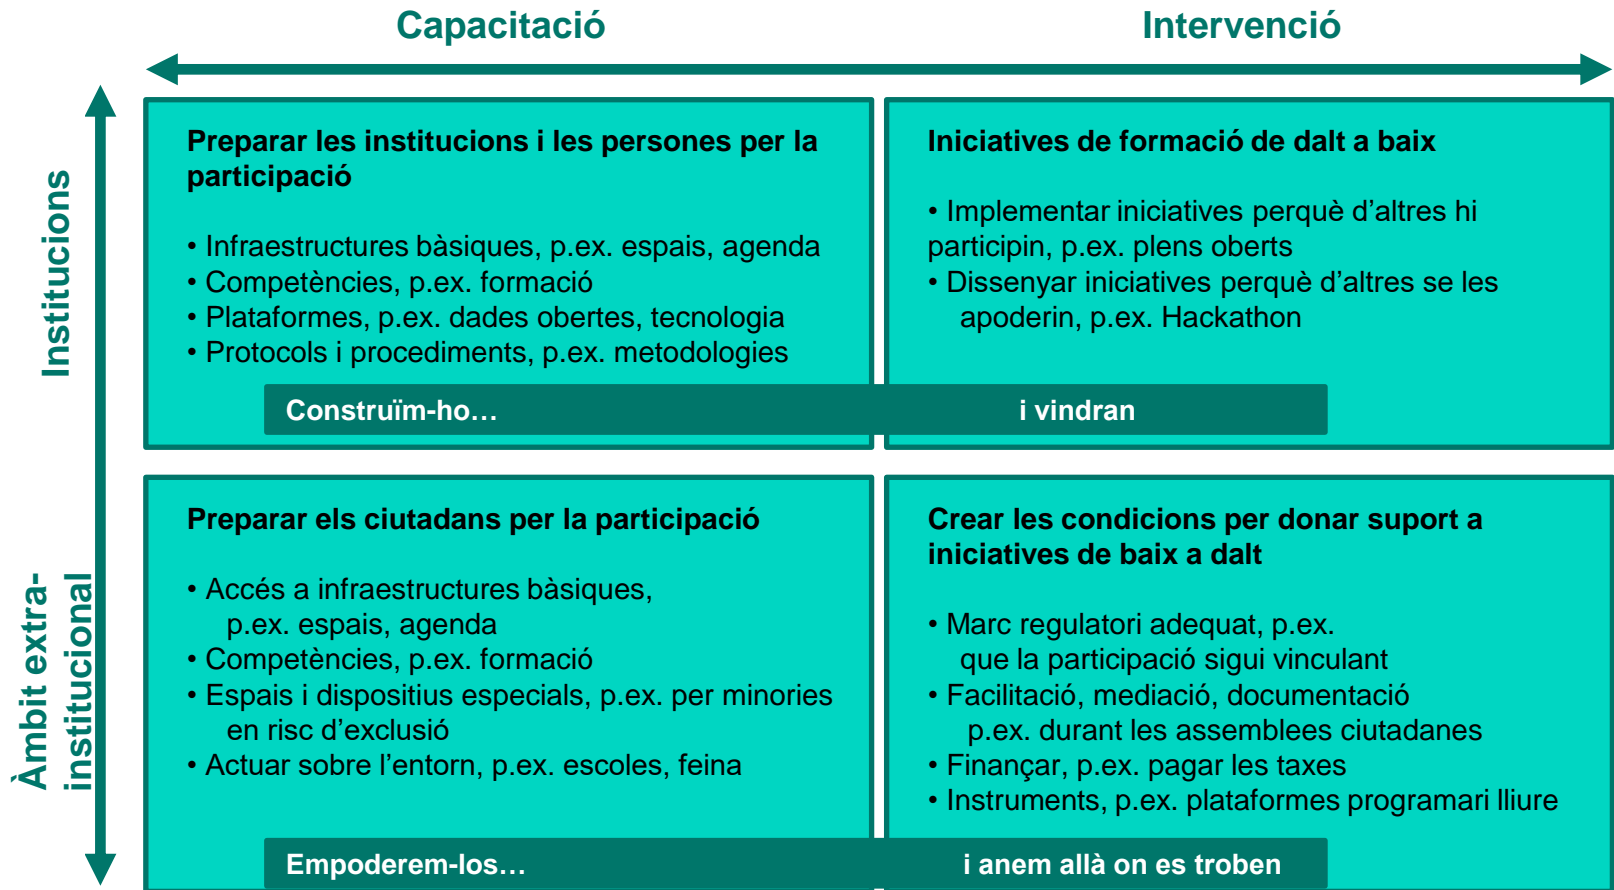 Capacitació
Intervenció
Institucions
Preparar les institucions i les persones per la
participació
• Infraestructures bàsiques, p.ex. espais, agenda
• Competències, p.ex. formació
• Plataformes, p.ex. dades obertes, tecnologia
• Protocols i procediments, p.ex. metodologies
Iniciatives de formació de dalt a baix
• Implementar iniciatives perquè d’altres hi
participin, p.ex. plens oberts
• Dissenyar iniciatives perquè d’altres se les
apoderin, p.ex. Hackathon
Construïm-ho…
i vindran
Àmbit extra-
institucional
Preparar els ciutadans per la participació
• Accés a infraestructures bàsiques,
p.ex. espais, agenda
• Competències, p.ex. formació
• Espais i dispositius especials, p.ex. per minories
en risc d’exclusió
• Actuar sobre l’entorn, p.ex. escoles, feina
Crear les condicions per donar suport a
iniciatives de baix a dalt
• Marc regulatori adequat, p.ex.
que la participació sigui vinculant
• Facilitació, mediació, documentació
p.ex. durant les assemblees ciutadanes
• Finançar, p.ex. pagar les taxes
• Instruments, p.ex. plataformes programari lliure
Empoderem-los…
i anem allà on es troben